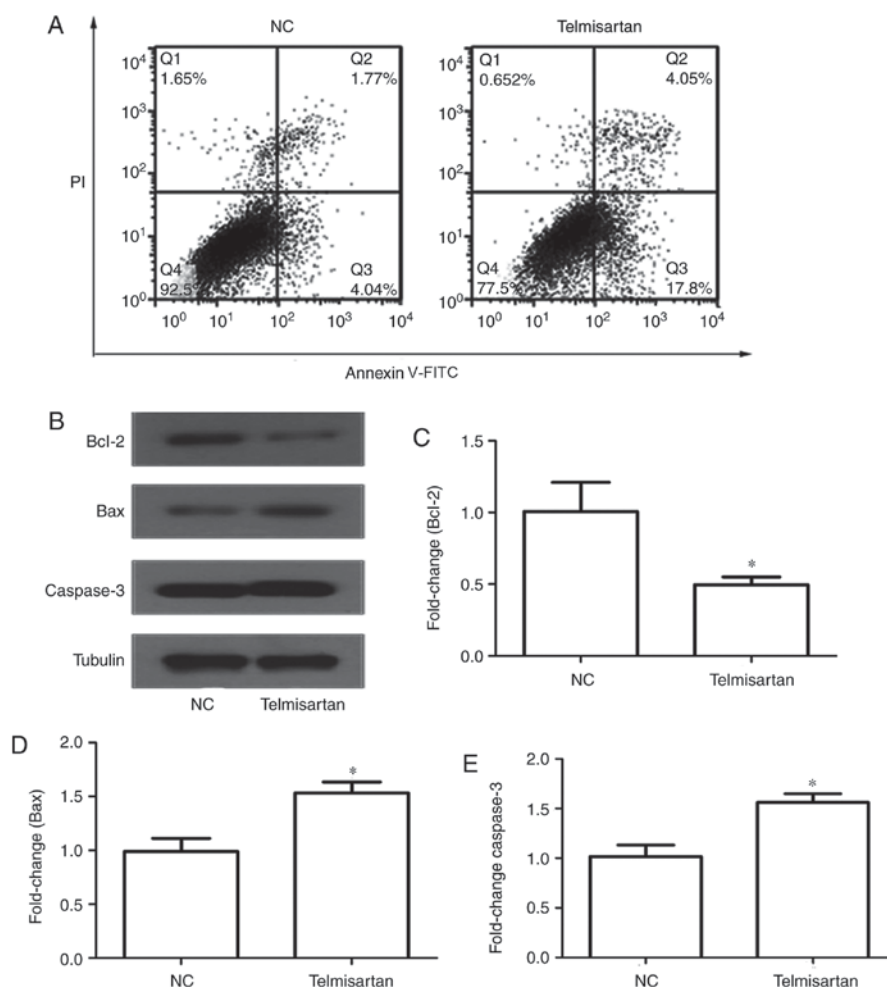 A
NC
Telmisartan
Q1
1.65%
Q2
1.77%
Q4
92.5%
Q3
4.04%
10⁴
10³
10²
10¹
10⁰
10⁰ 10¹ 10² 10³ 10⁴
Q1
0.652%
Q2
4.05%
Q4
77.5%
Q3
17.8%
10⁴
10³
10²
10¹
10⁰
10⁰ 10¹ 10² 10³ 10⁴
PI
Annexin V-FITC
B
Bcl-2
Bax
Caspase-3
Tubulin
NC Telmisartan
C
Fold-change (Bcl-2)
1.5
1.0
0.5
0.0
*
NC Telmisartan
D
Fold-change (Bax)
2.0
1.5
1.0
0.5
0.0
*
NC Telmisartan
E
Fold-change caspase-3
2.0
1.5
1.0
0.5
0.0
*
NC Telmisartan